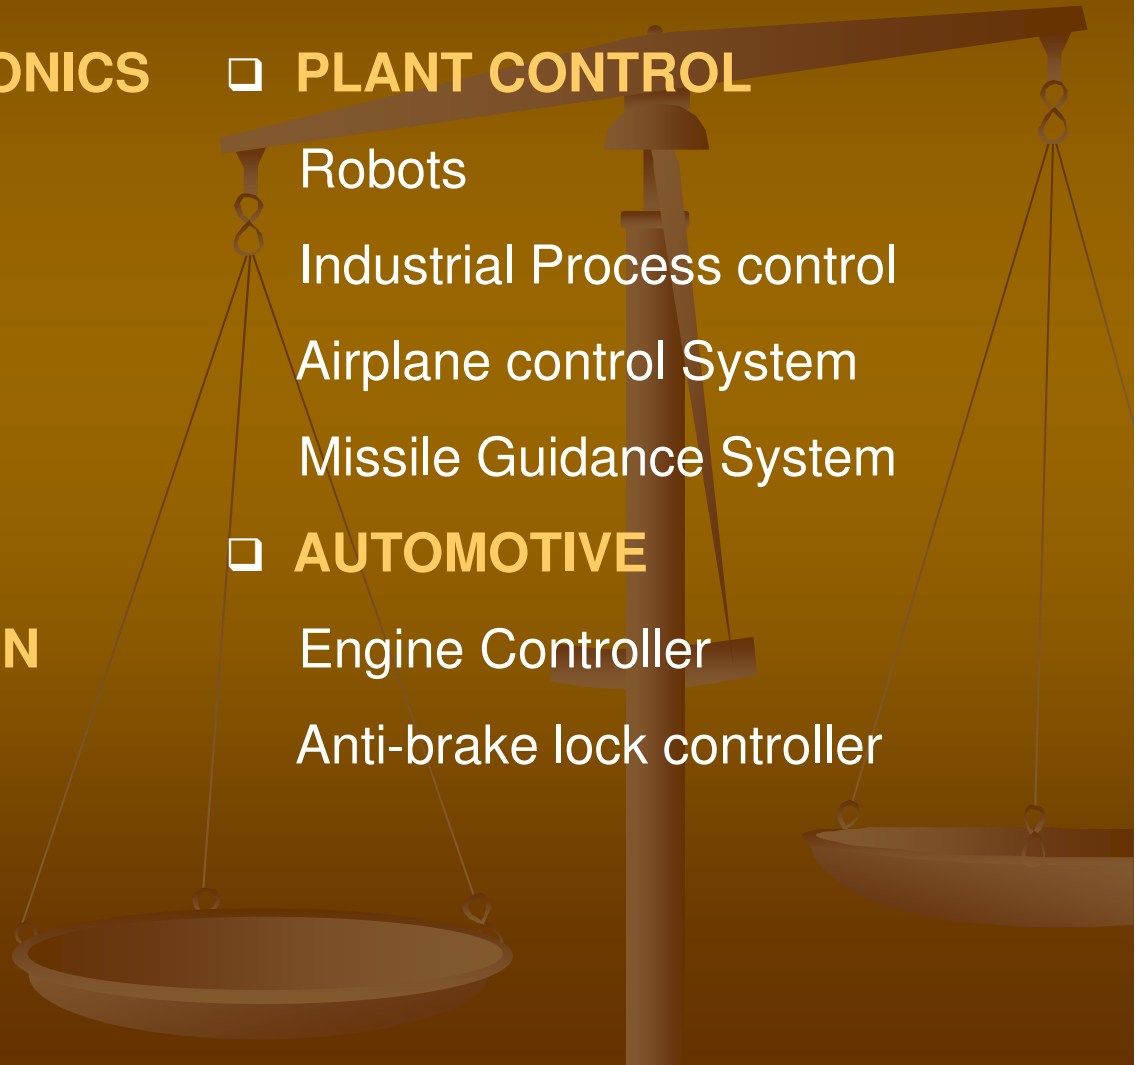 ONICS
N
❑ PLANT CONTROL
Robots
Industrial Process control
Airplane control System
Missile Guidance System
❑ AUTOMOTIVE
Engine Controller
Anti-brake lock controller